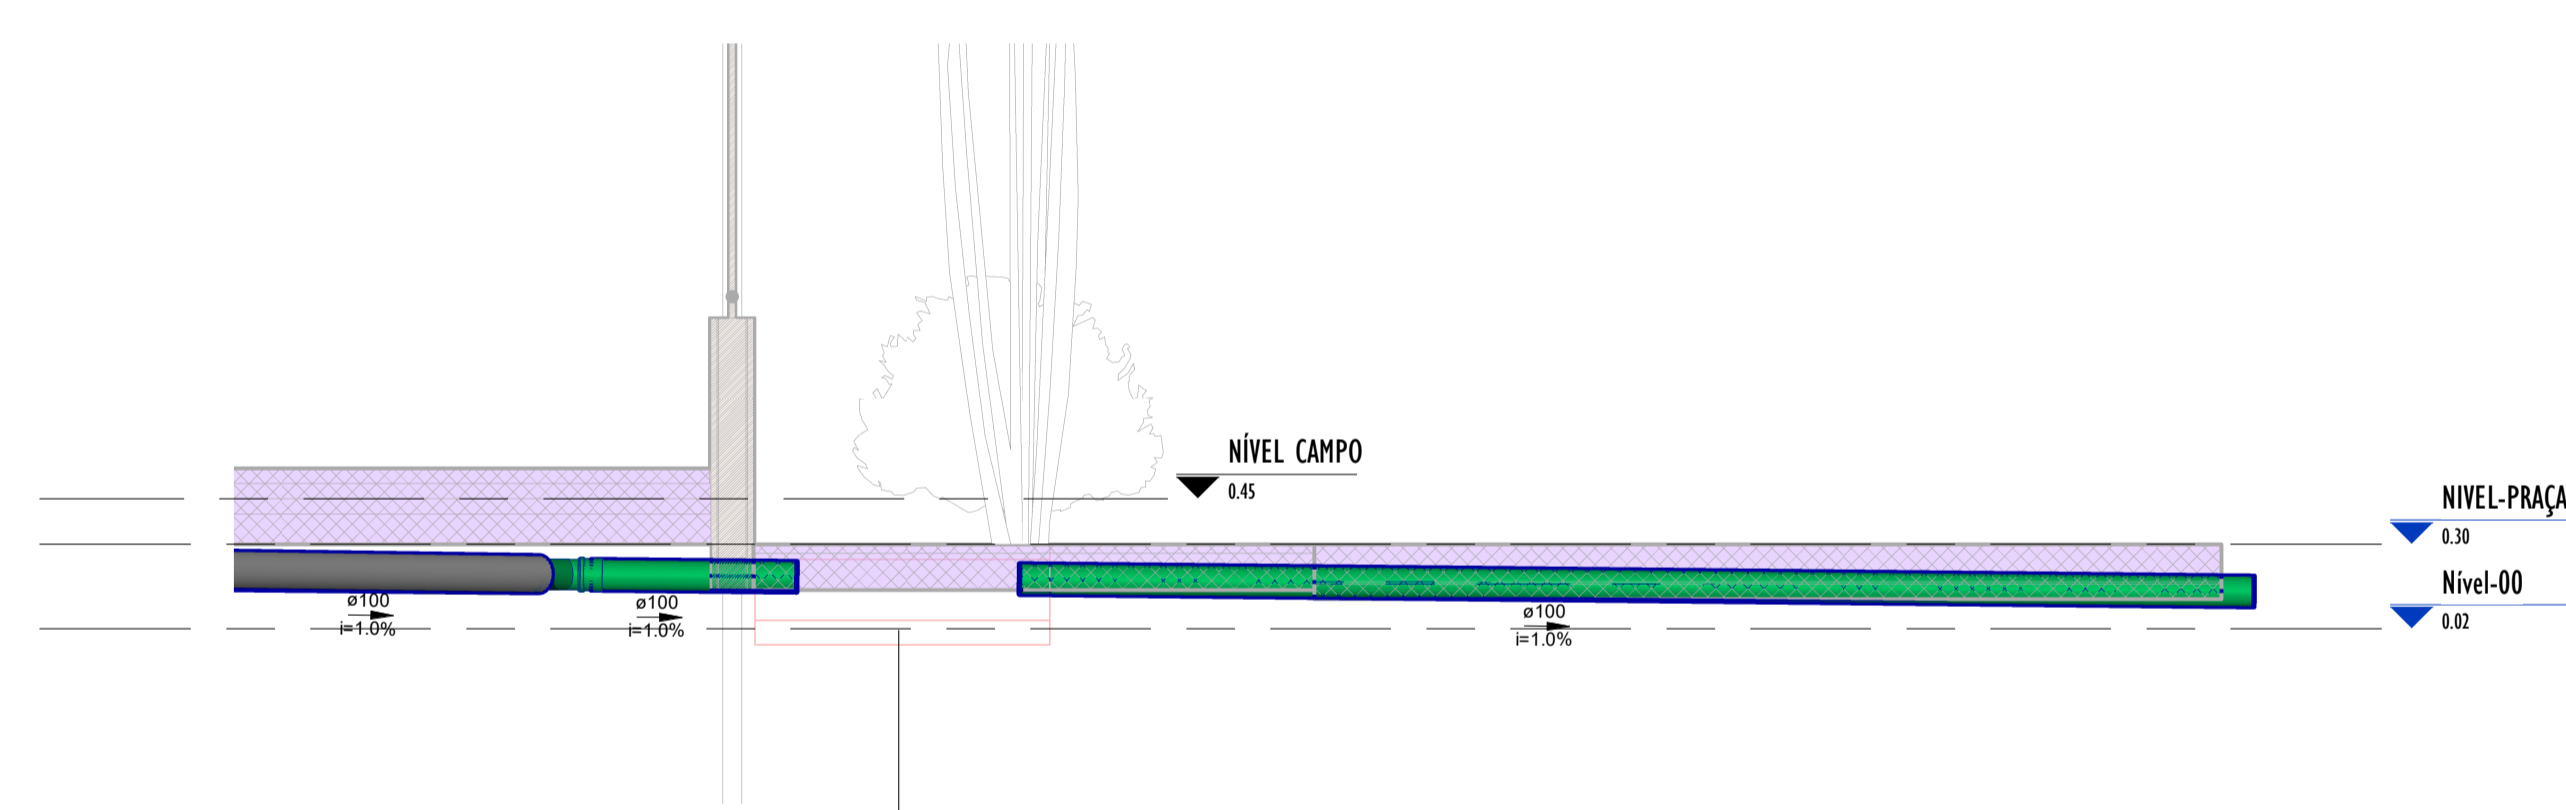 NÍVEL CAMPO
0.45
NIVEL-PRAÇA
0.30
Nível-00
0.02
ø100
i=1.0%
ø100
i=1.0%
ø100
i=1.0%